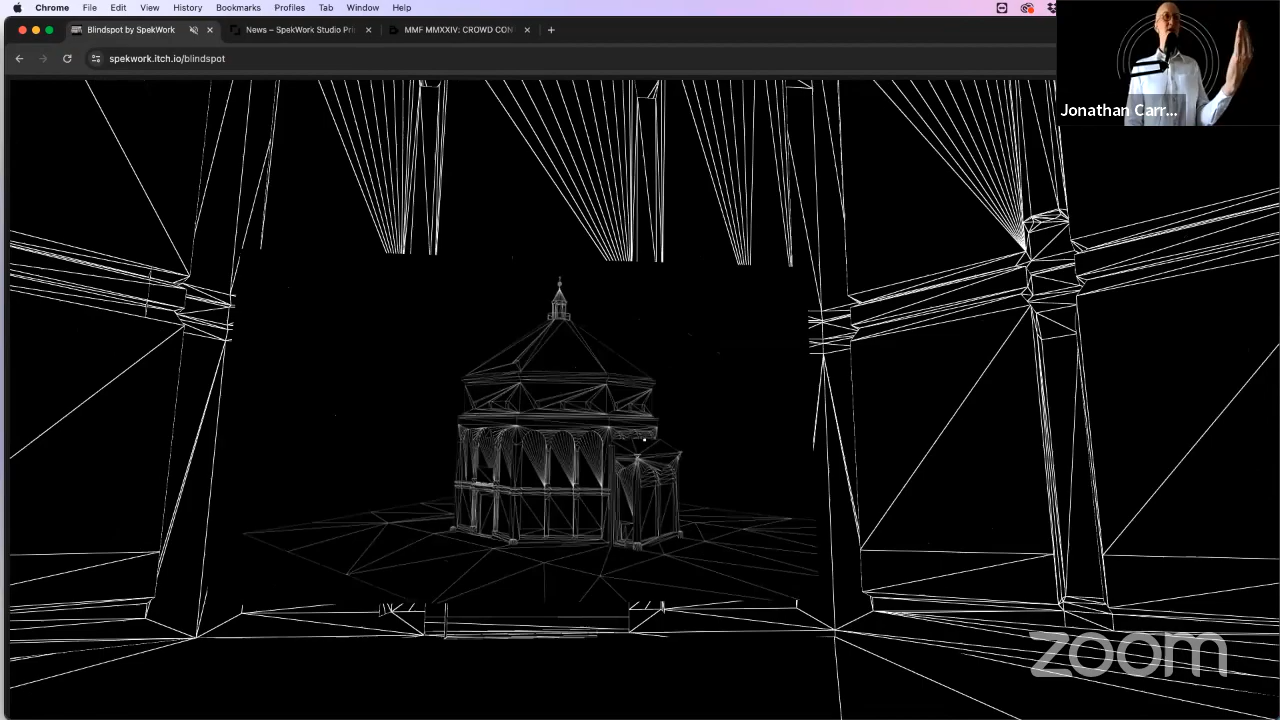 Chrome File Edit View History Bookmarks Profiles Tab Window Help
Blindspot by SpekWork
News – SpekWork Studio Pri
MMF MMXXIV: CROWD CON
spekwork.itch.io/blindspot
Jonathan Carr...
zoom